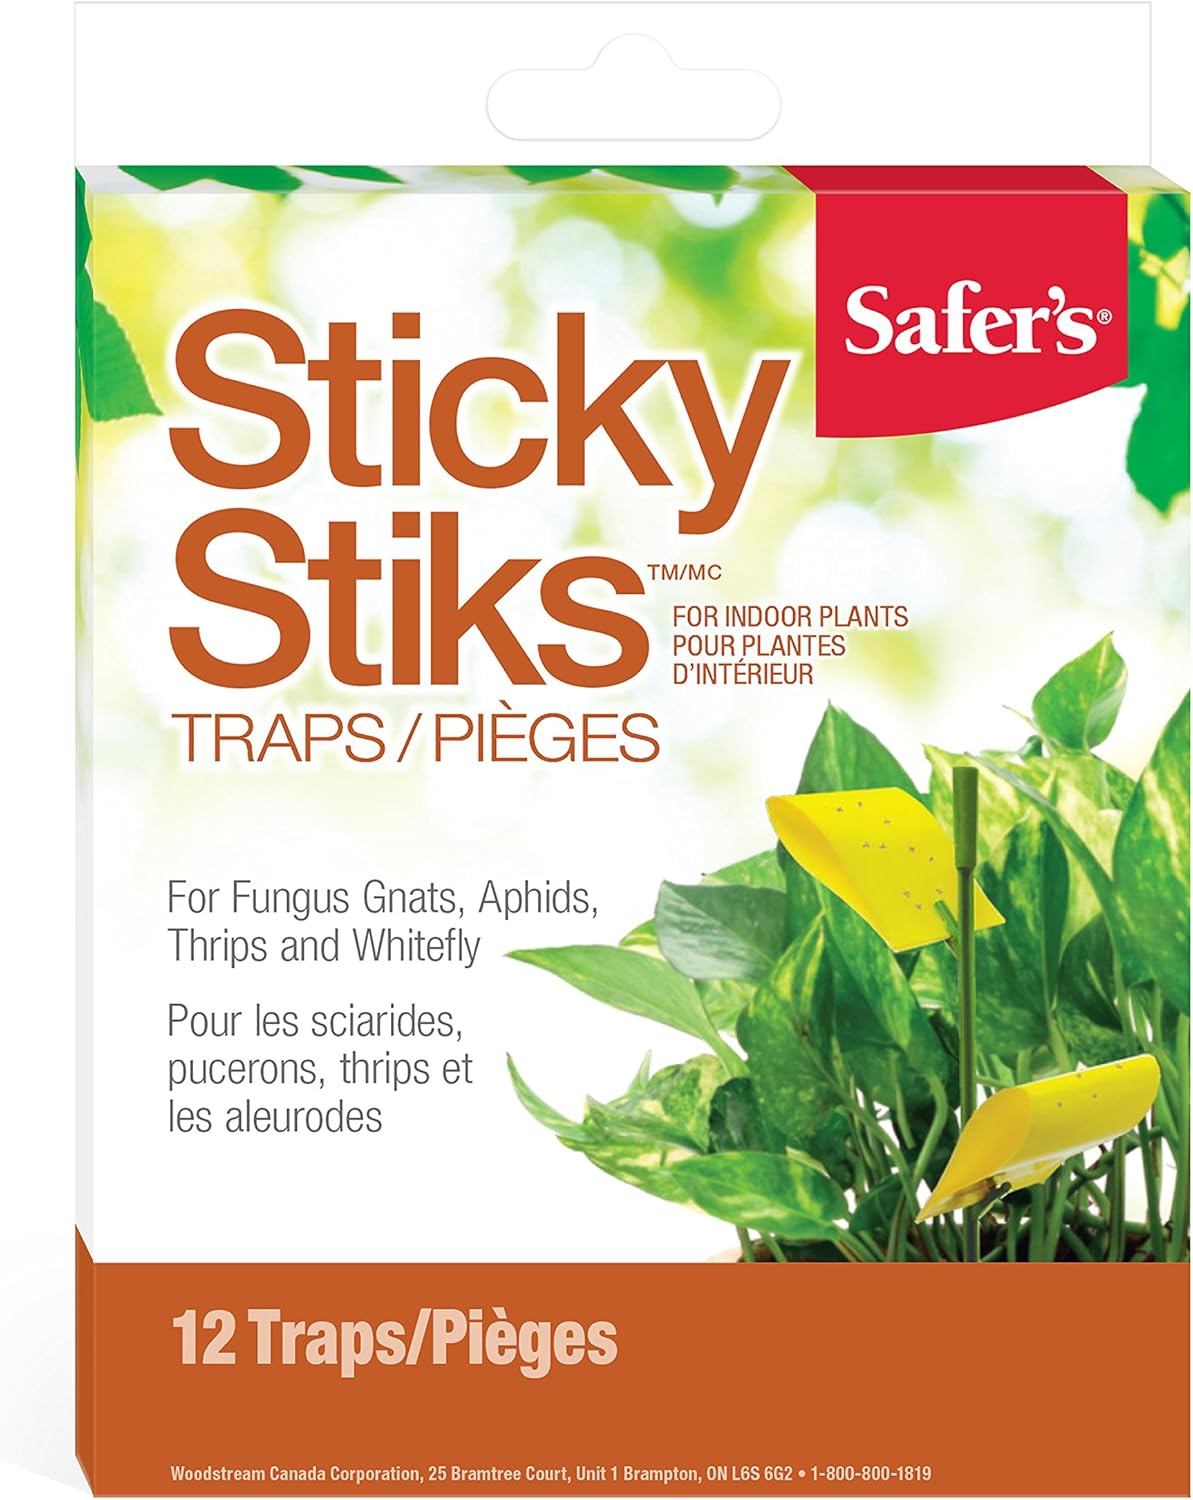 Safer's®
Sticky
Stiks TM/MC
FOR INDOOR PLANTS
POUR PLANTES
D'INTÉRIEUR
TRAPS / PIÈGES
For Fungus Gnats, Aphids,
Thrips and Whitefly
Pour les sciarides,
pucerons, thrips et
les aleurodes
12 Traps/Pièges
Woodstream Canada Corporation, 25 Bramtree Court, Unit 1 Brampton, ON L6S 6G2 • 1-800-800-1819